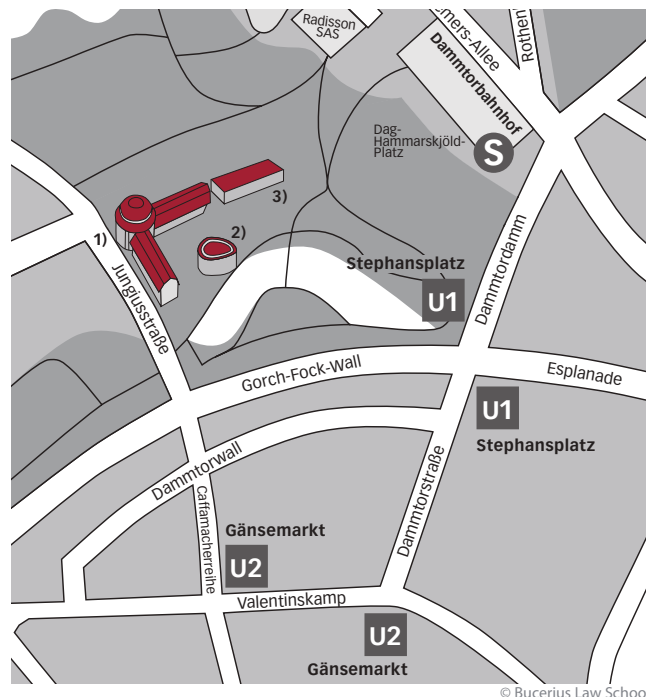 Radisson
SAS
emers-Allee
Rothen
Dammtorbahnhof
S
Dag-
Hammarskjöld-
Platz
3)
2)
1)
Jungiusstraße
Stephansplatz
U1
Dammtordamm
Gorch-Fock-Wall
Esplanade
U1
Stephansplatz
Dammtorwall
Caffamacherreihe
Dammtorstraße
Gänsemarkt
U2
Valentinskamp
U2
Gänsemarkt
© Bucerius Law Schoo